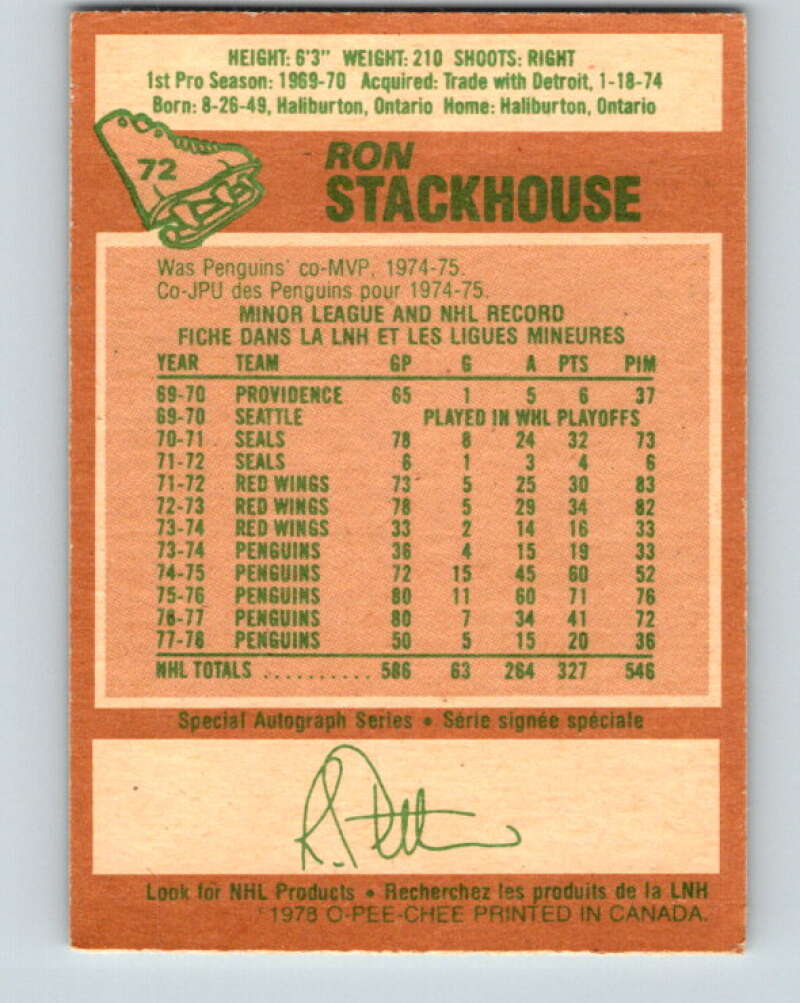 HEIGHT: 6'3" WEIGHT: 210 SHOOTS: RIGHT
1st Pro Season: 1969-70 Acquired: Trade with Detroit, 1-18-74
Born: 8-26-49, Haliburton, Ontario Home: Haliburton, Ontario
72
RON
STACKHOUSE
Was Penguins' co-MVP, 1974-75.
Co-JPU des Penguins pour 1974-75.
MINOR LEAGUE AND NHL RECORD
FICHE DANS LA LNH ET LES LIGUES MINEURES
YEAR TEAM GP G A PTS PIM
69-70 PROVIDENCE 65 1 5 6 37
69-70 SEATTLE PLAYED IN WHL PLAYOFFS
70-71 SEALS 78 8 24 32 73
71-72 SEALS 6 1 3 4 6
71-72 RED WINGS 73 5 25 30 83
72-73 RED WINGS 78 5 29 34 82
73-74 RED WINGS 33 2 14 16 33
73-74 PENGUINS 36 4 15 19 33
74-75 PENGUINS 72 15 45 60 52
75-76 PENGUINS 80 11 60 71 76
76-77 PENGUINS 80 7 34 41 72
77-78 PENGUINS 50 5 15 20 36
NHL TOTALS .......... 586 63 264 327 546
Special Autograph Series • Série signée spéciale
Look for NHL Products • Recherchez les produits de la LNH
©1978 O-PEE-CHEE PRINTED IN CANADA.